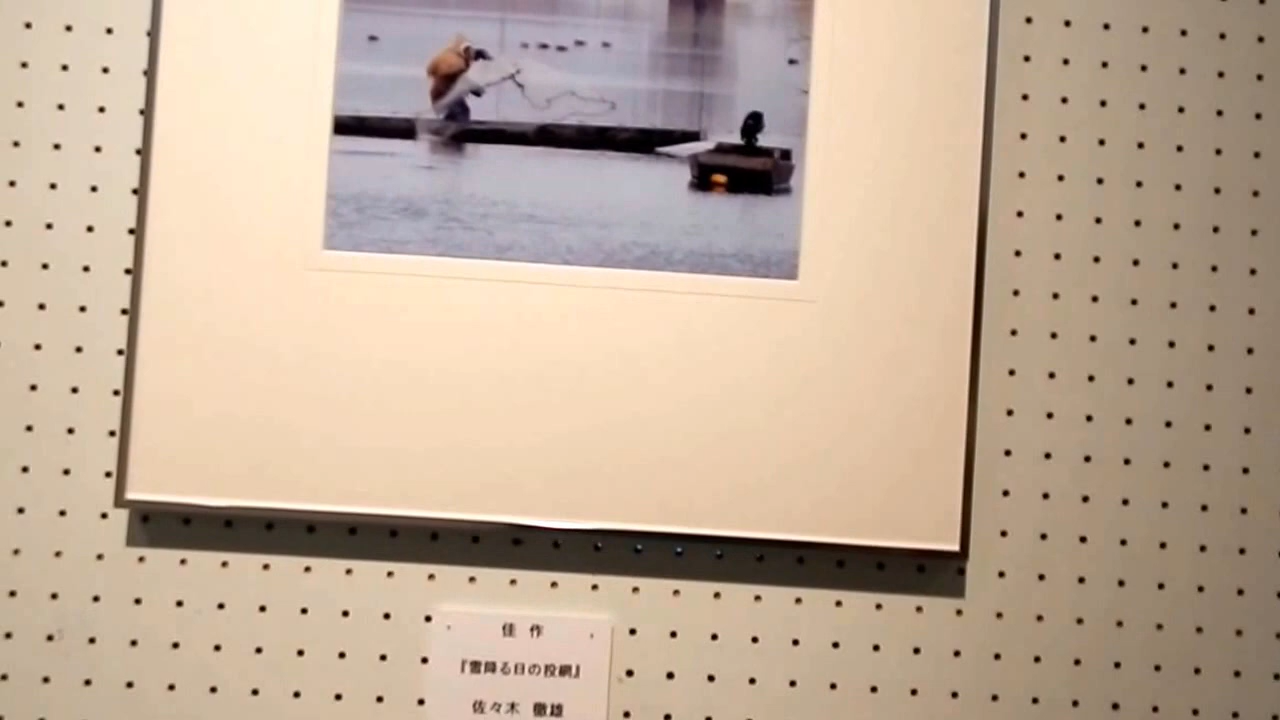 佳 作
『雪降る日の投網』
佐々木 徹雄